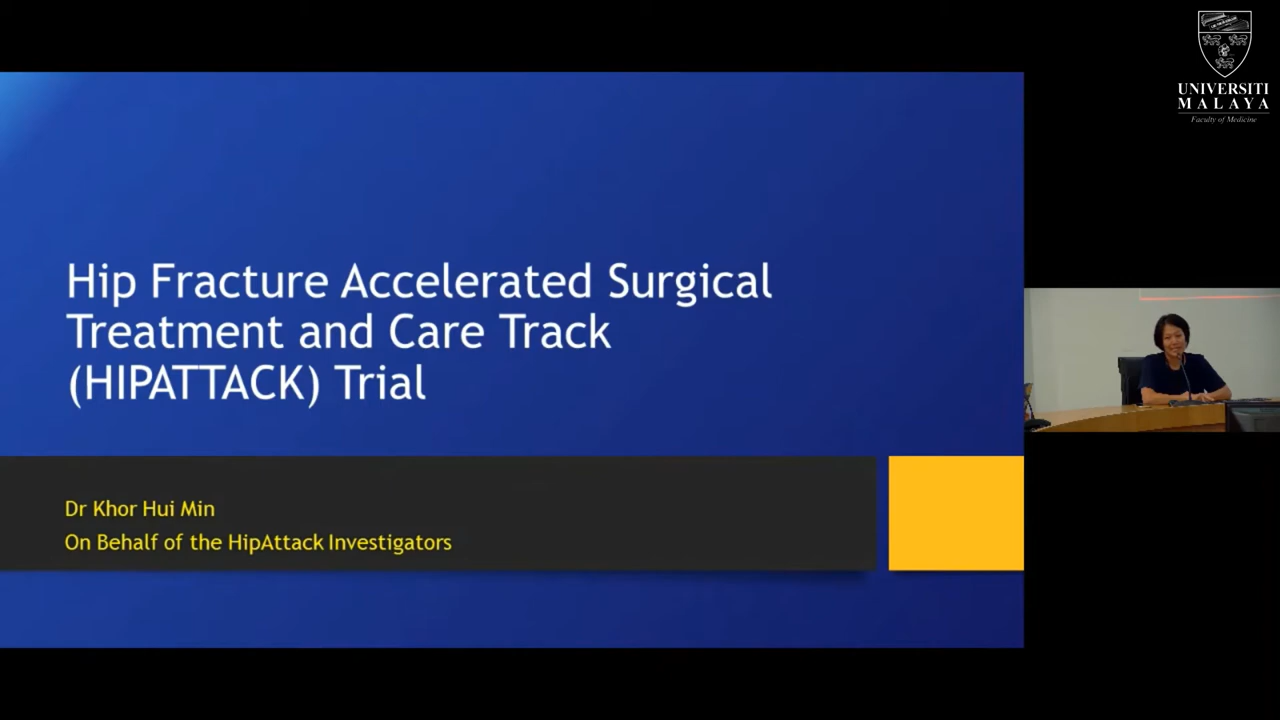 Hip Fracture Accelerated Surgical
Treatment and Care Track
(HIPATTACK) Trial
Dr Khor Hui Min
On Behalf of the HipAttack Investigators
UNIVERSITI
MALAYA
Faculty of Medicine